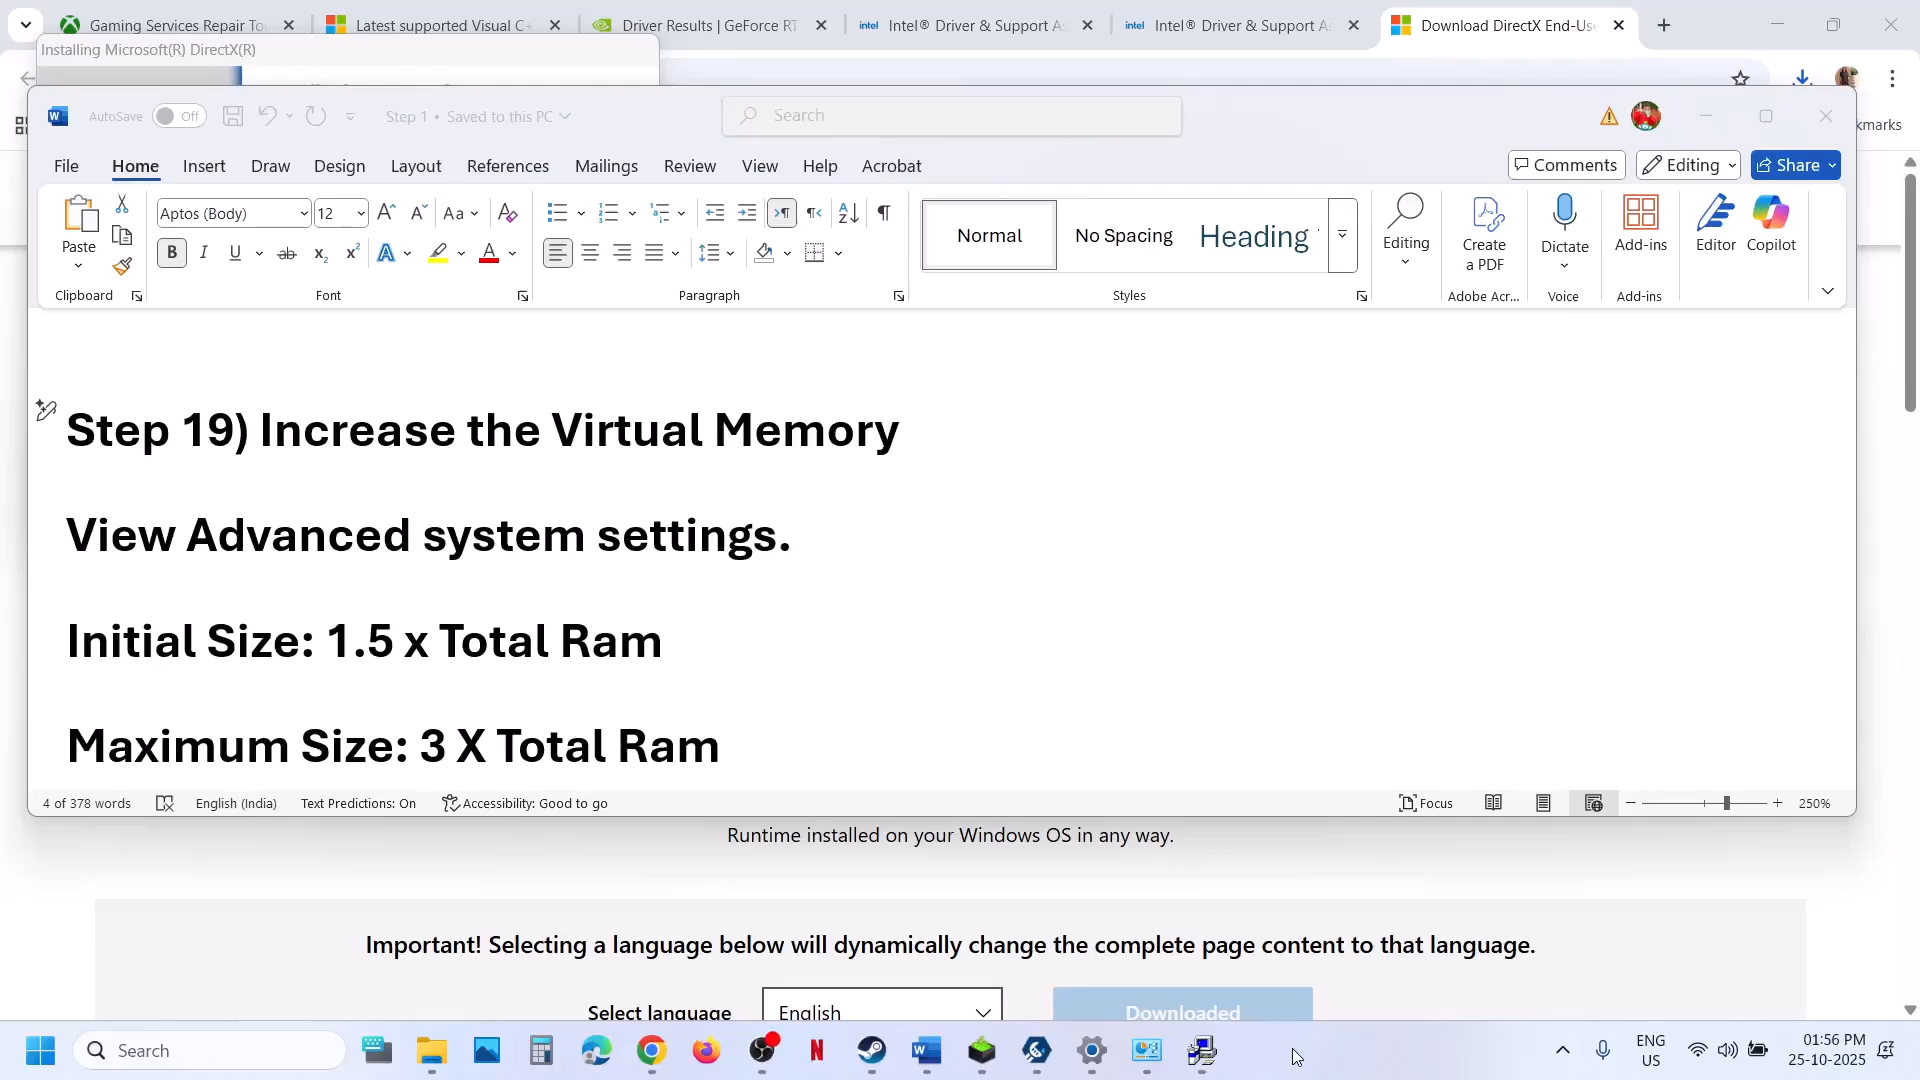 Gaming Services Repair To
Latest supported Visual C+
Driver Results | GeForce RT
intel
Intel® Driver & Support As
intel
Intel® Driver & Support As
Download DirectX End-Use
Installing Microsoft(R) DirectX(R)
kmarks
AutoSave
Off
Step 1 • Saved to this PC
Search
File
Home
Insert
Draw
Design
Layout
References
Mailings
Review
View
Help
Acrobat
Comments
Editing
Share
Paste
Clipboard
Aptos (Body)
12
Font
Paragraph
Normal
No Spacing
Heading
Styles
Editing
Create
a PDF
Adobe Acr...
Dictate
Voice
Add-ins
Add-ins
Editor
Copilot
Step 19) Increase the Virtual Memory
View Advanced system settings.
Initial Size: 1.5 x Total Ram
Maximum Size: 3 X Total Ram
4 of 378 words
English (India)
Text Predictions: On
Accessibility: Good to go
Focus
250%
Runtime installed on your Windows OS in any way.
Important! Selecting a language below will dynamically change the complete page content to that language.
Select language
English
Downloaded
Search
ENG
US
01:56 PM
25-10-2025